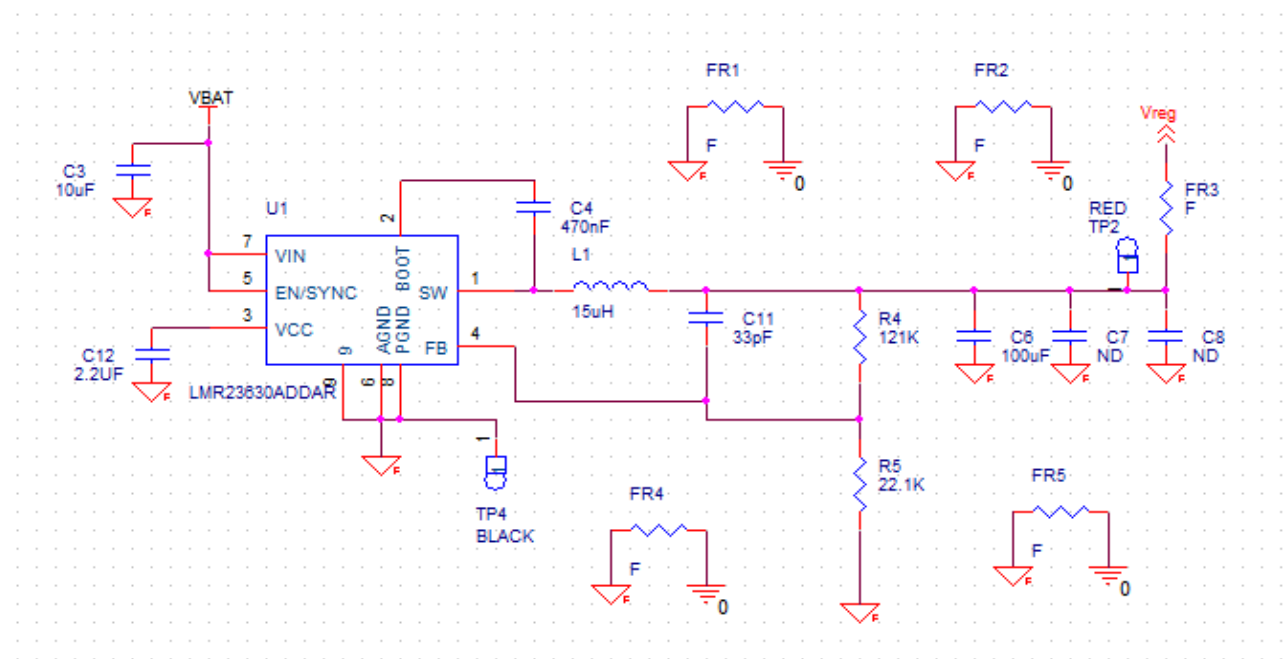 FR1
FR2
VBAT
Vreg
F
F
F
F
0
0
C3
10uF
F
FR3
F
U1
2
C4
470nF
RED
TP2
1
7
VIN
BOOT
L1
5
EN/SYNC
SW
1
15uH
3
VCC
AGND
PGND
FB
4
C11
33pF
R4
121K
C6
100uF
C7
ND
C8
ND
F
F
F
C12
2.2UF
F
9
9
6
8
LMR23630ADDAR
F
1
1
TP4
BLACK
R5
22.1K
FR4
F
F
0
FR5
F
F
0
F